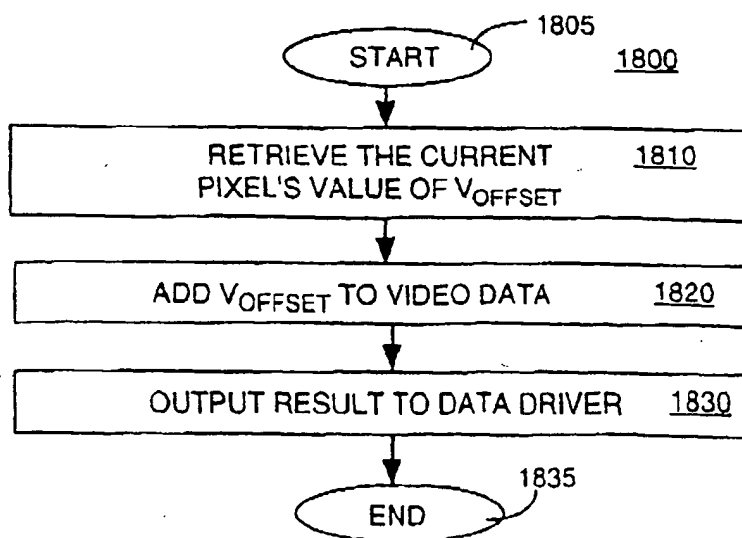 1805
START
1800
RETRIEVE THE CURRENT 1810
PIXEL'S VALUE OF VOFFSET
ADD VOFFSET TO VIDEO DATA 1820
OUTPUT RESULT TO DATA DRIVER 1830
1835
END